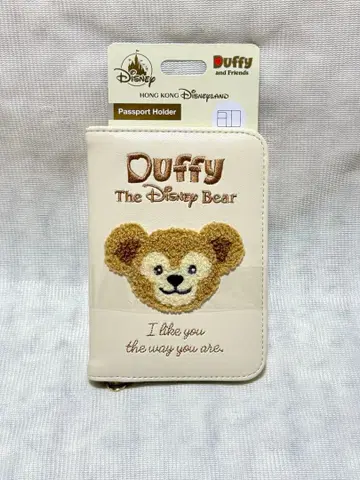 Disney
HONG KONG Disneyland
Duffy
and Friends
Passport Holder
Duffy
The Disney Bear
I like you
the way you are.